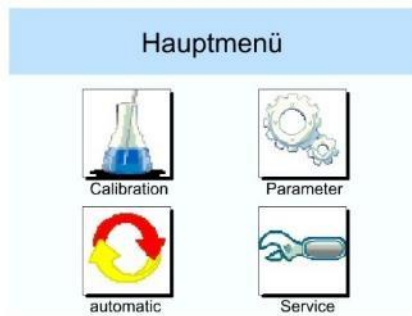 Hauptmenü
Calibration
Parameter
automatic
Service